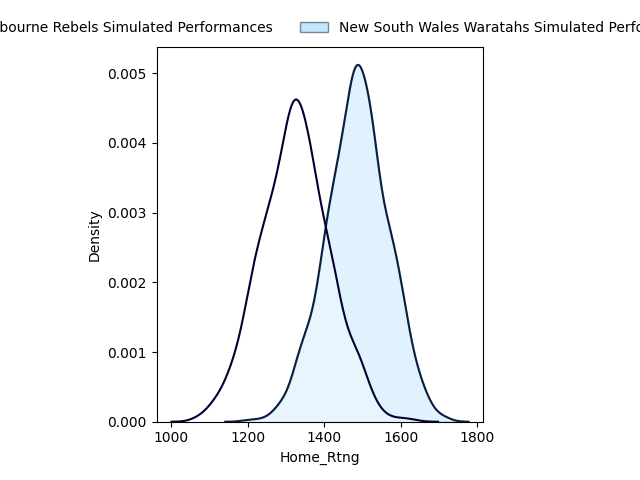 bourne Rebels Simulated Performances New South Wales Waratahs Simulated Perfo
0.005
0.004
0.003
0.002
0.001
0.000
Density
1000 1200 1400 1600 1800
Home_Rtng